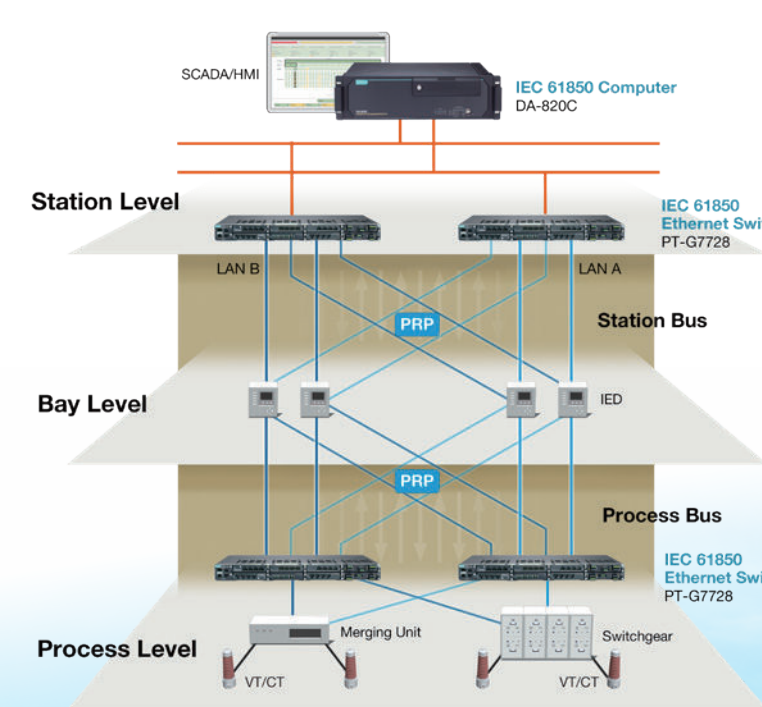 SCADA/HMI
IEC 61850 Computer
DA-820C
Station Level
IEC 61850
Ethernet Swi
PT-G7728
LAN B
LAN A
PRP
Station Bus
Bay Level
IED
PRP
Process Bus
IEC 61850
Ethernet Swi
PT-G7728
Merging Unit
Switchgear
Process Level
VT/CT
VT/CT